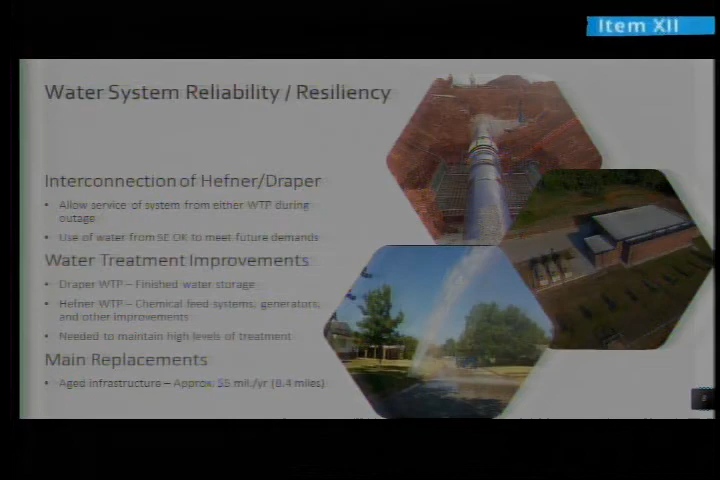 Item XII
Water System Reliability / Resiliency
Interconnection of Hefner/Draper
• Allow service of system from either WTP during
outage
• Use of water from SE OK to meet future demands
Water Treatment Improvements
• Draper WTP – Finished water storage
• Hefner WTP – Chemical feed systems, generators,
and other improvements
• Needed to maintain high levels of treatment
Main Replacements
• Aged infrastructure – Approx. 55 mil./yr (8.4 miles)